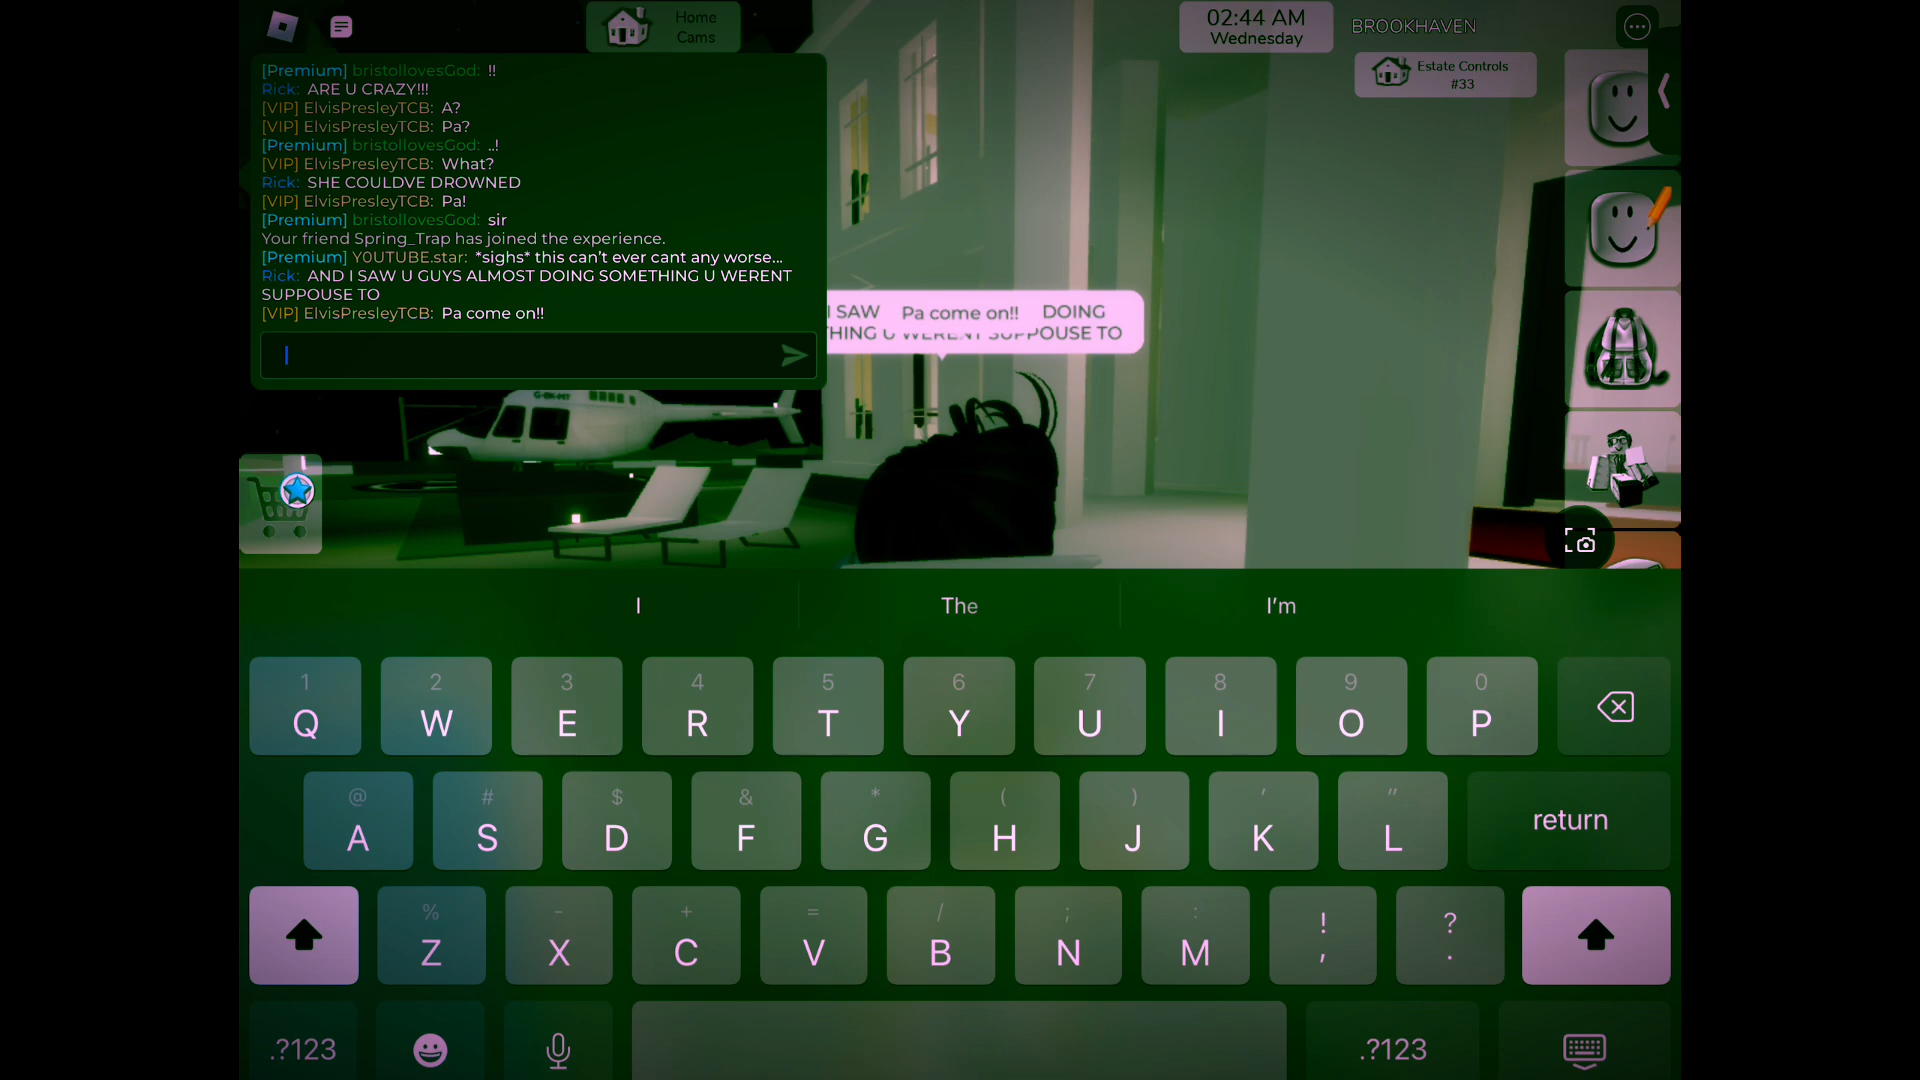 Home
Cams
02:44 AM
Wednesday
BROOKHAVEN
Estate Controls
#33
[Premium] bristollovesGod: !!
Rick: ARE U CRAZY!!!
[VIP] ElvisPresleyTCB: A?
[VIP] ElvisPresleyTCB: Pa?
[Premium] bristollovesGod: ..!
[VIP] ElvisPresleyTCB: What?
Rick: SHE COULDVE DROWNED
[VIP] ElvisPresleyTCB: Pa!
[Premium] bristollovesGod: sir
Your friend Spring_Trap has joined the experience.
[Premium] Y0UTUBE.star: *sighs* this can’t ever cant any worse...
Rick: AND I SAW U GUYS ALMOST DOING SOMETHING U WERENT
SUPPOUSE TO
[VIP] ElvisPresleyTCB: Pa come on!!
I SAW Pa come on!! DOING
THING U WERENT SUPPOUSE TO
I The I’m
1 2 3 4 5 6 7 8 9 0
Q W E R T Y U I O P
@ # $ & * ( ) ’ ”
A S D F G H J K L return
% - + = / ; : ! ?
Z X C V B N M , .
.?123 .?123